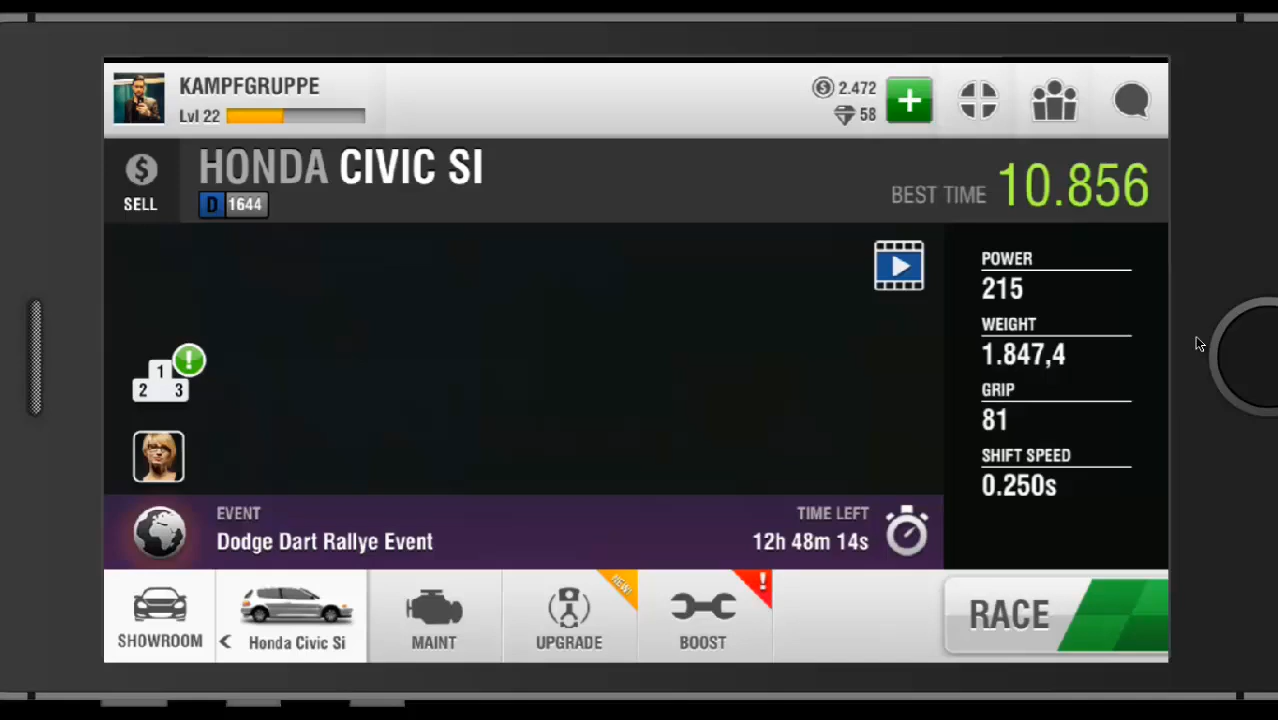 KAMPFGRUPPE
Lvl 22
2.472
58
SELL
HONDA CIVIC SI
D 1644
BEST TIME 10.856
POWER
215
WEIGHT
1.847,4
GRIP
81
SHIFT SPEED
0.250s
1
2 3
EVENT
Dodge Dart Rallye Event
TIME LEFT
12h 48m 14s
SHOWROOM
Honda Civic Si
MAINT
NEW!
UPGRADE
BOOST
RACE